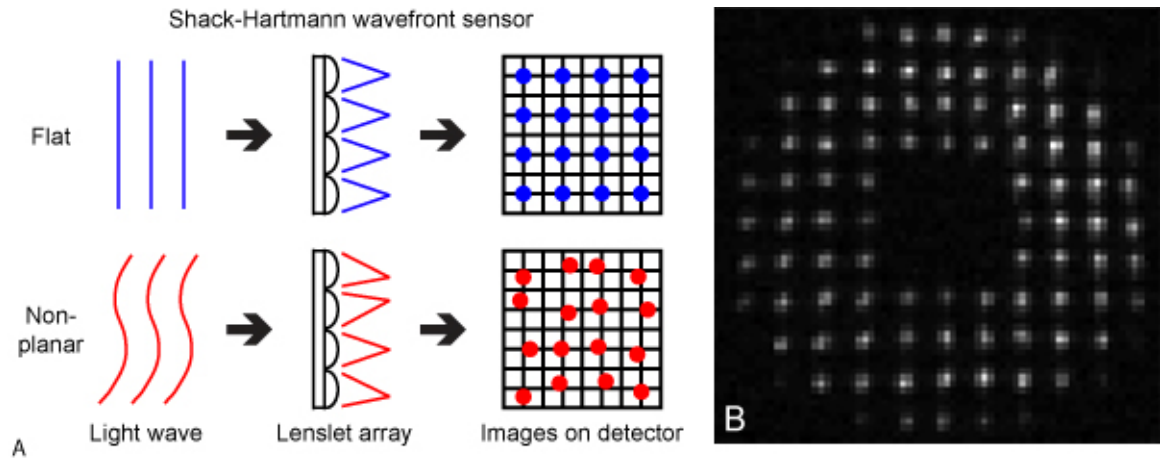 Shack-Hartmann wavefront sensor
Flat
Non-
planar
Light wave
Lenslet array
Images on detector
A
B